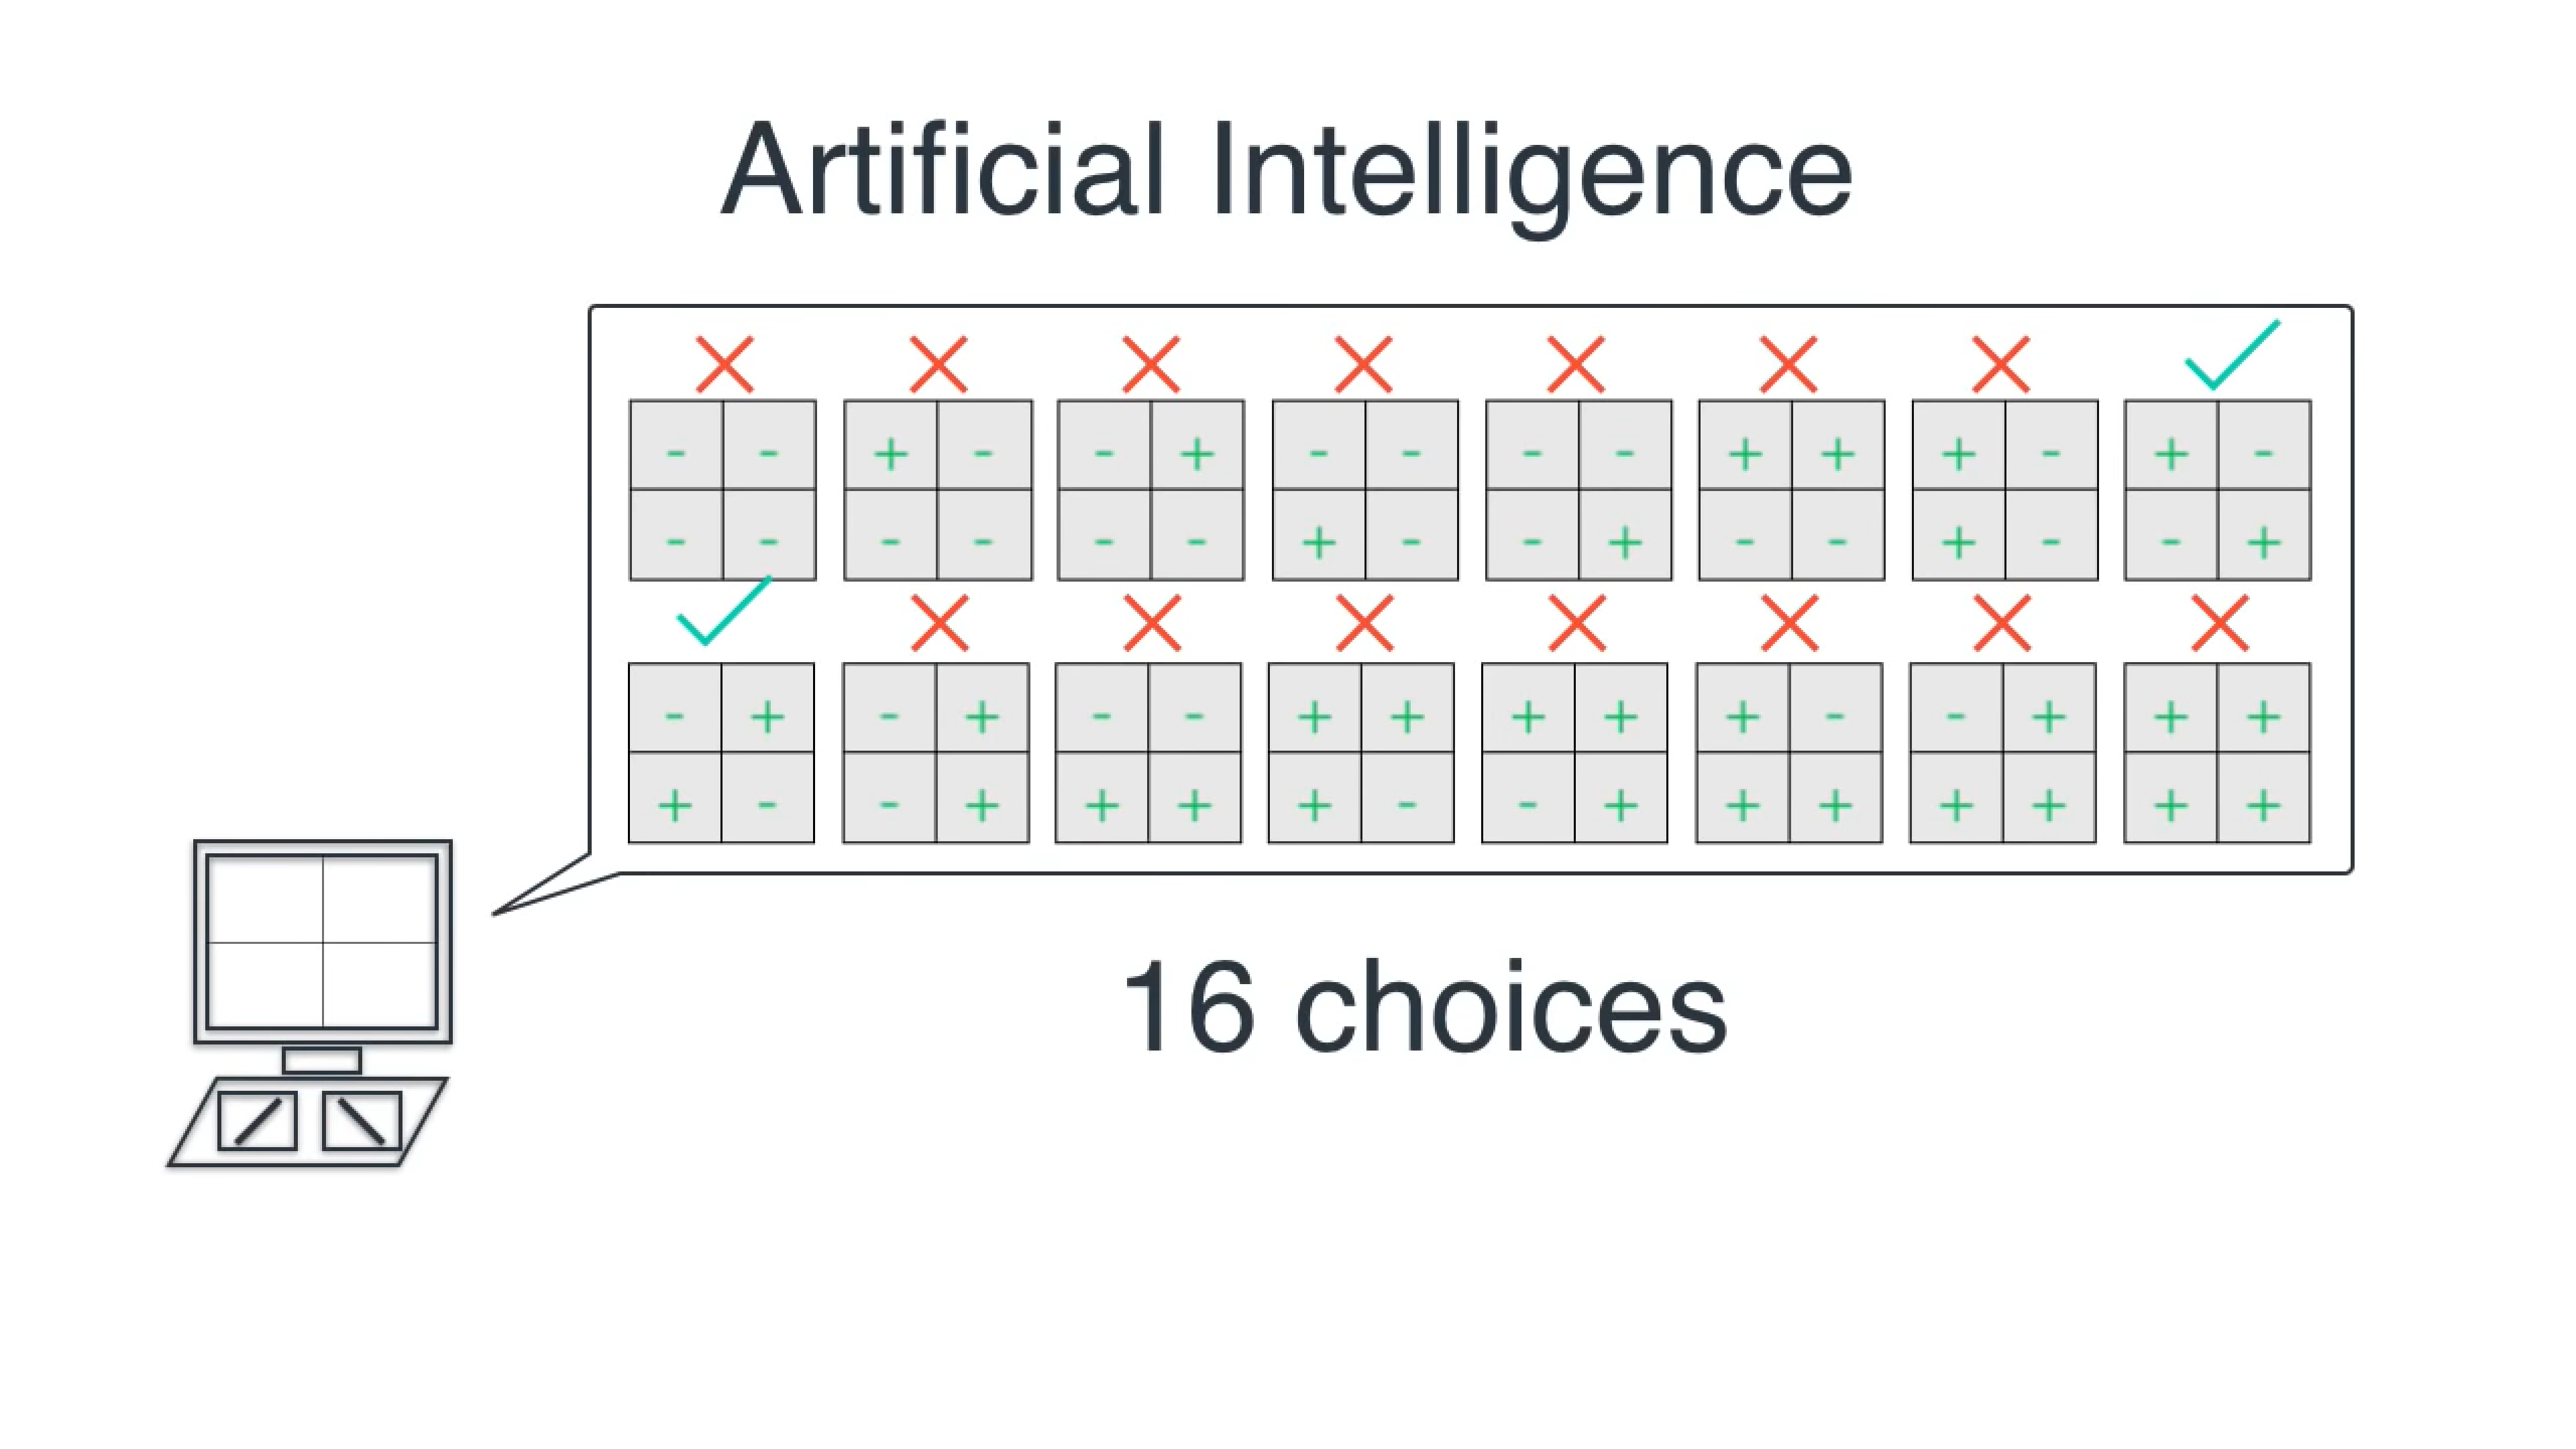 Artificial Intelligence
- - + - - + - - - - + + + - + -
- - - - - - + - - + - - + - - +
- + - + - - + + + + + - - + + +
+ - - + + + + - - + + + + + + +
16 choices